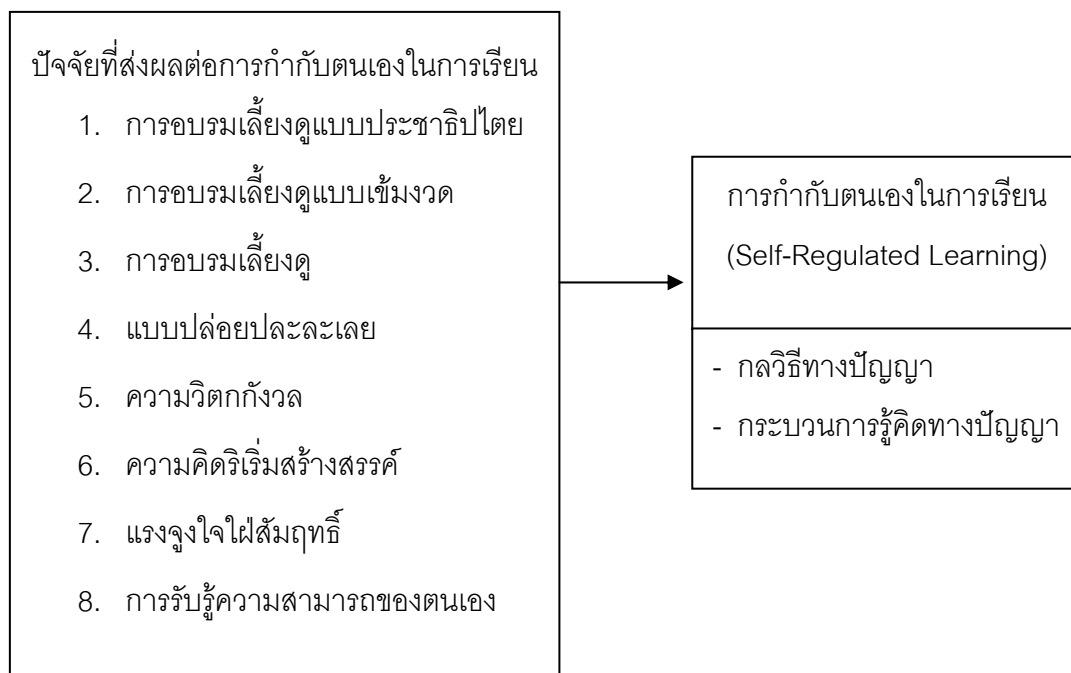 ปัจจัยที่ส่งผลต่อการกำกับตนเองในการเรียน
1. การอบรมเลี้ยงดูแบบประชาธิปไตย
2. การอบรมเลี้ยงดูแบบเข้มงวด
3. การอบรมเลี้ยงดู
4. แบบปล่อยปละละเลย
5. ความวิตกกังวล
6. ความคิดริเริ่มสร้างสรรค์
7. แรงจูงใจใฝ่สัมฤทธิ์
8. การรับรู้ความสามารถของตนเอง
การกำกับตนเองในการเรียน
(Self-Regulated Learning)
- กลวิธีทางปัญญา
- กระบวนการรู้คิดทางปัญญา